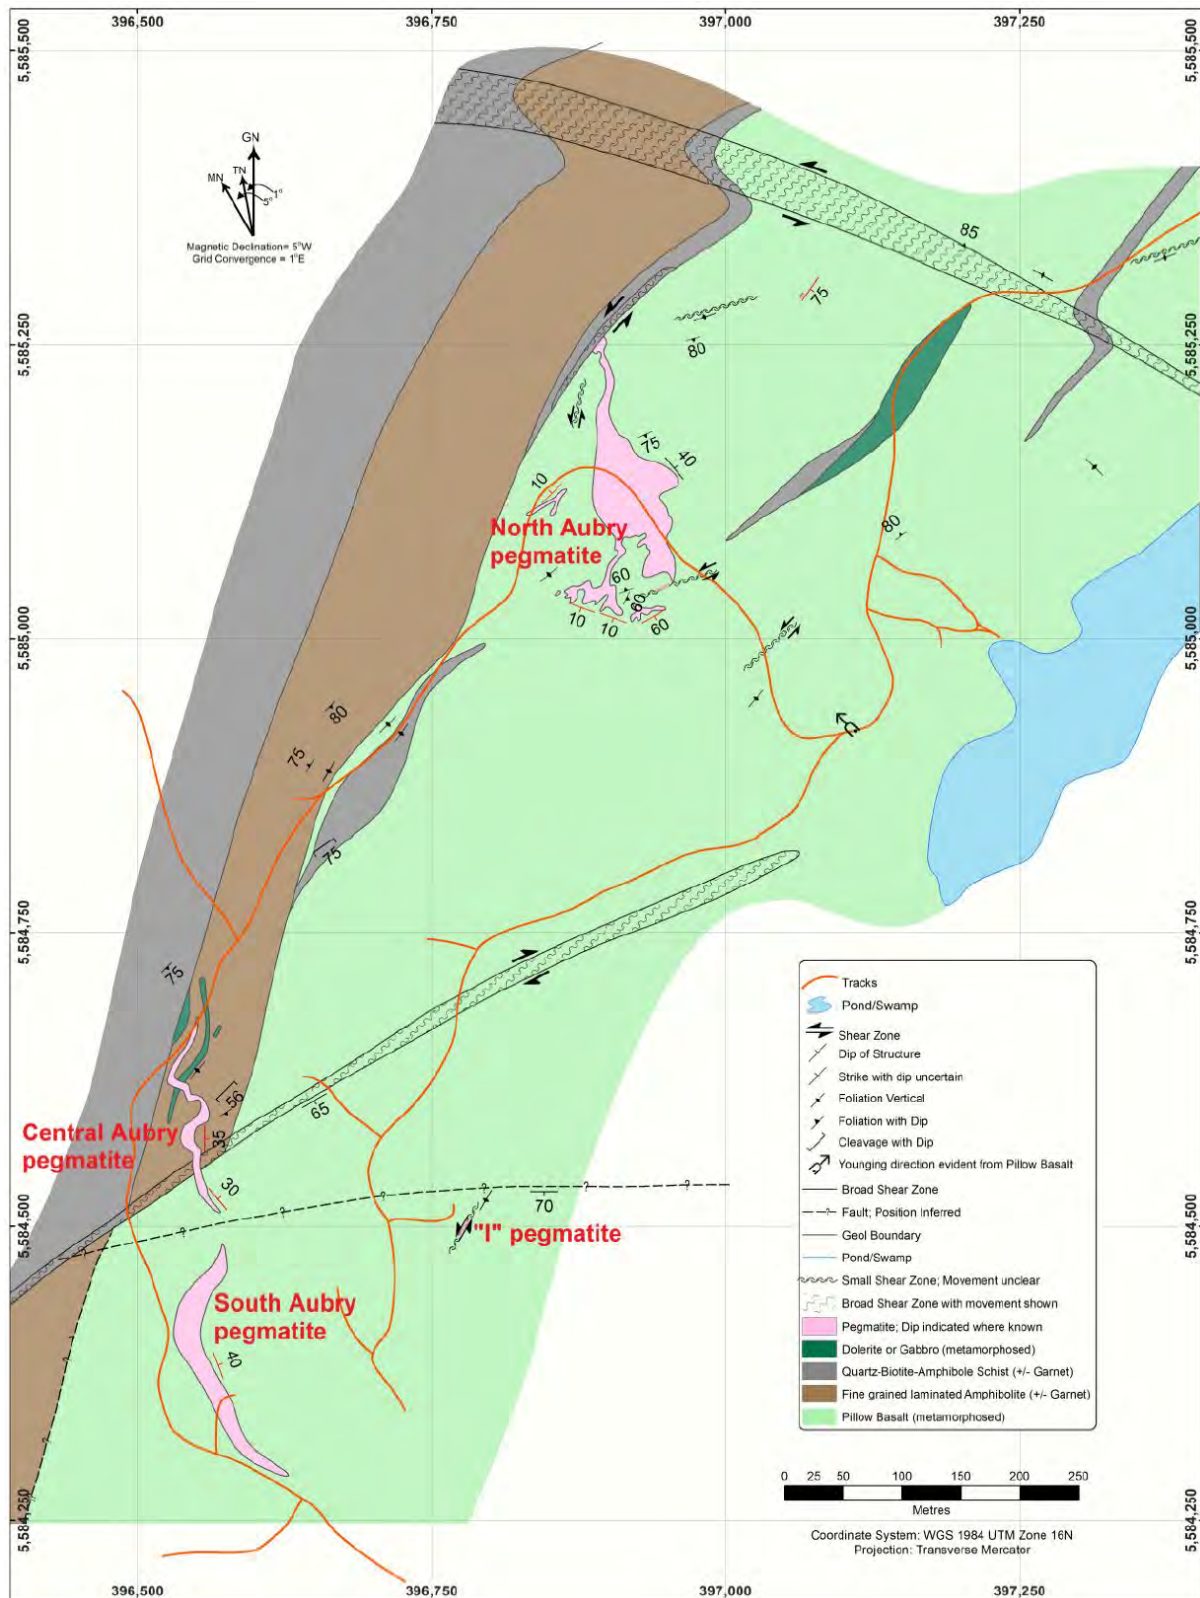 396,500
396,750
397,000
397,250
5,585,500
5,585,500
GN
MN
TN
1°
5°
Magnetic Declination= 5°W
Grid Convergence = 1°E
85
75
5,585,250
5,585,250
80
75
40
10
North Aubry
pegmatite
80
60
60
10
10
60
5,585,000
5,585,000
80
75
75
5,584,750
5,584,750
75
56
65
Central Aubry
pegmatite
35
30
?
?
?
?
?
?
?
70
"I" pegmatite
5,584,500
5,584,500
South Aubry
pegmatite
40
?
?
?
Tracks
Pond/Swamp
Shear Zone
Dip of Structure
Strike with dip uncertain
Foliation Vertical
Foliation with Dip
Cleavage with Dip
Younging direction evident from Pillow Basalt
Broad Shear Zone
? Fault; Position Inferred
Geol Boundary
Pond/Swamp
Small Shear Zone; Movement unclear
Broad Shear Zone with movement shown
Pegmatite; Dip indicated where known
Dolerite or Gabbro (metamorphosed)
Quartz-Biotite-Amphibole Schist (+/- Garnet)
Fine grained laminated Amphibolite (+/- Garnet)
Pillow Basalt (metamorphosed)
0 25 50 100 150 200 250
Metres
Coordinate System: WGS 1984 UTM Zone 16N
Projection: Transverse Mercator
5,584,250
5,584,250
396,500
396,750
397,000
397,250